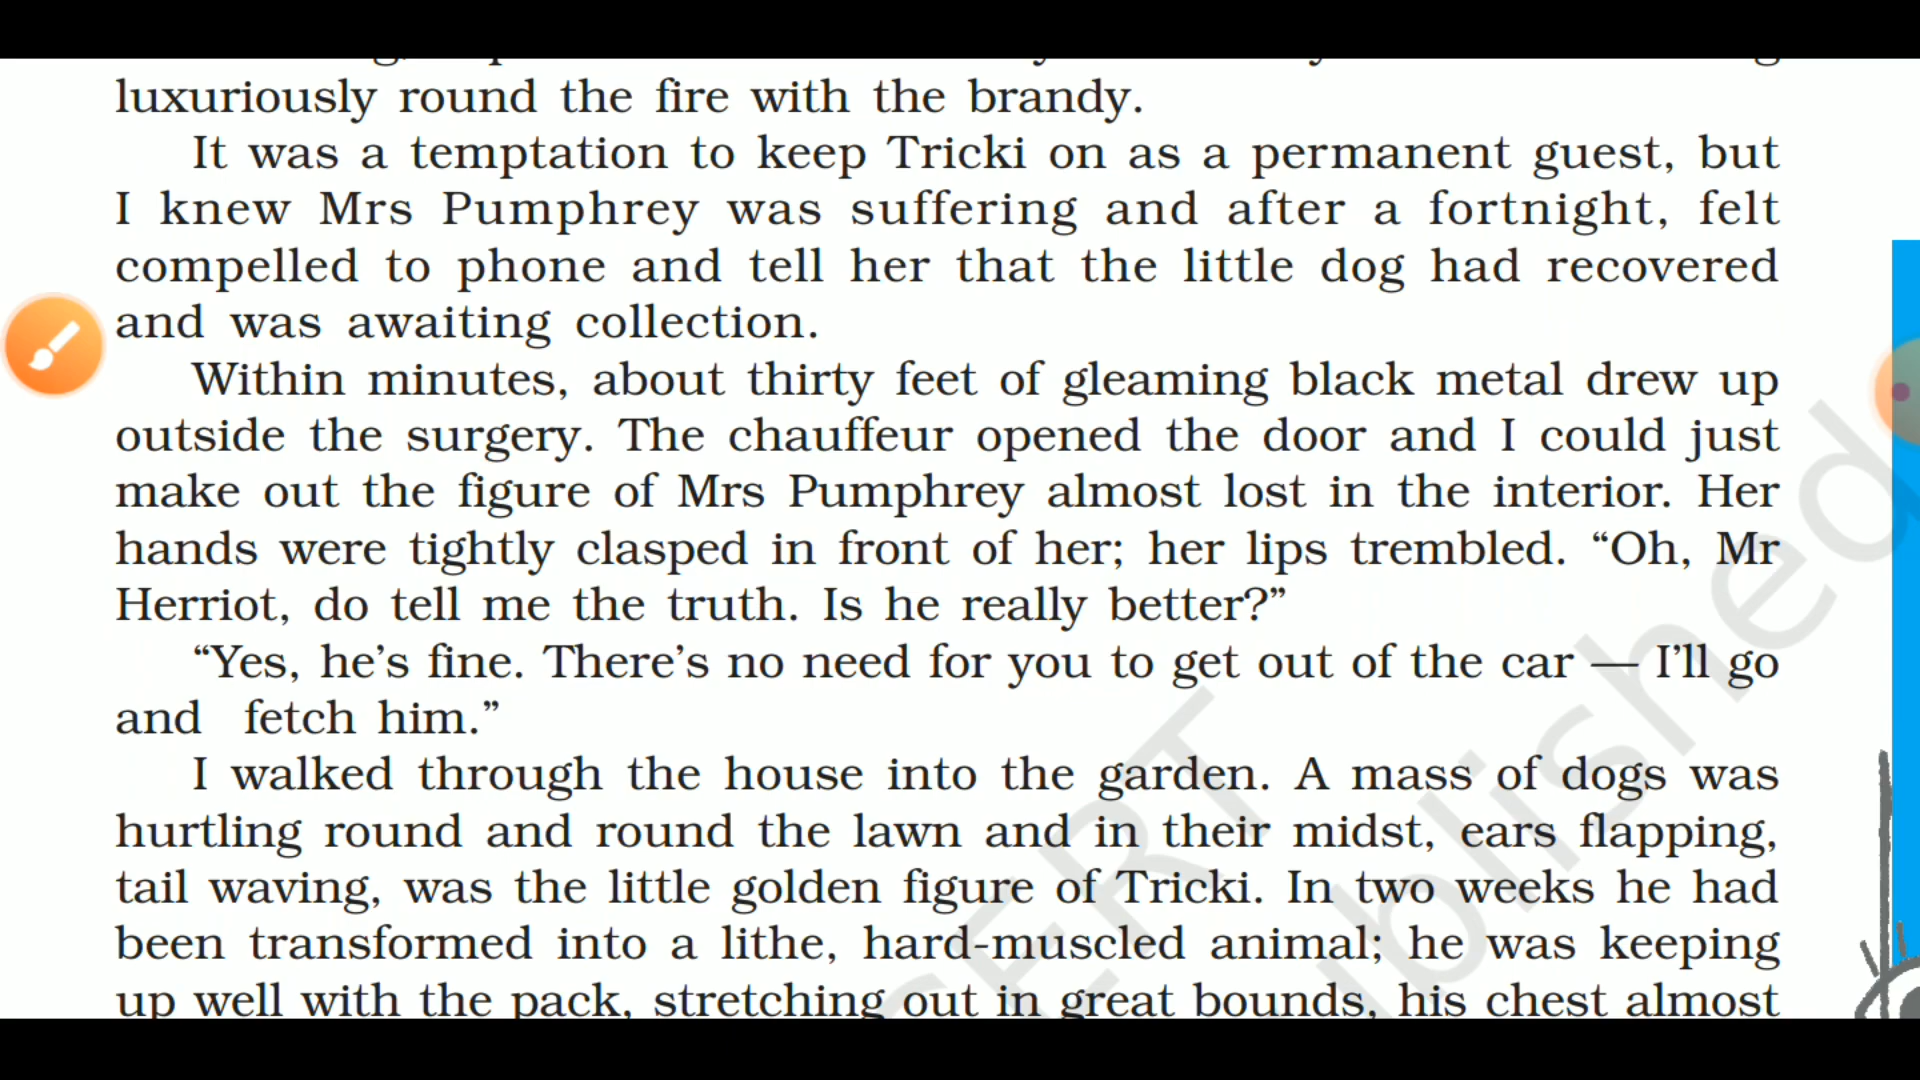 luxuriously round the fire with the brandy.
It was a temptation to keep Tricki on as a permanent guest, but
I knew Mrs Pumphrey was suffering and after a fortnight, felt
compelled to phone and tell her that the little dog had recovered
and was awaiting collection.
Within minutes, about thirty feet of gleaming black metal drew up
outside the surgery. The chauffeur opened the door and I could just
make out the figure of Mrs Pumphrey almost lost in the interior. Her
hands were tightly clasped in front of her; her lips trembled. “Oh, Mr
Herriot, do tell me the truth. Is he really better?”
“Yes, he’s fine. There’s no need for you to get out of the car — I’ll go
and fetch him.”
I walked through the house into the garden. A mass of dogs was
hurtling round and round the lawn and in their midst, ears flapping,
tail waving, was the little golden figure of Tricki. In two weeks he had
been transformed into a lithe, hard-muscled animal; he was keeping
up well with the pack, stretching out in great bounds, his chest almost